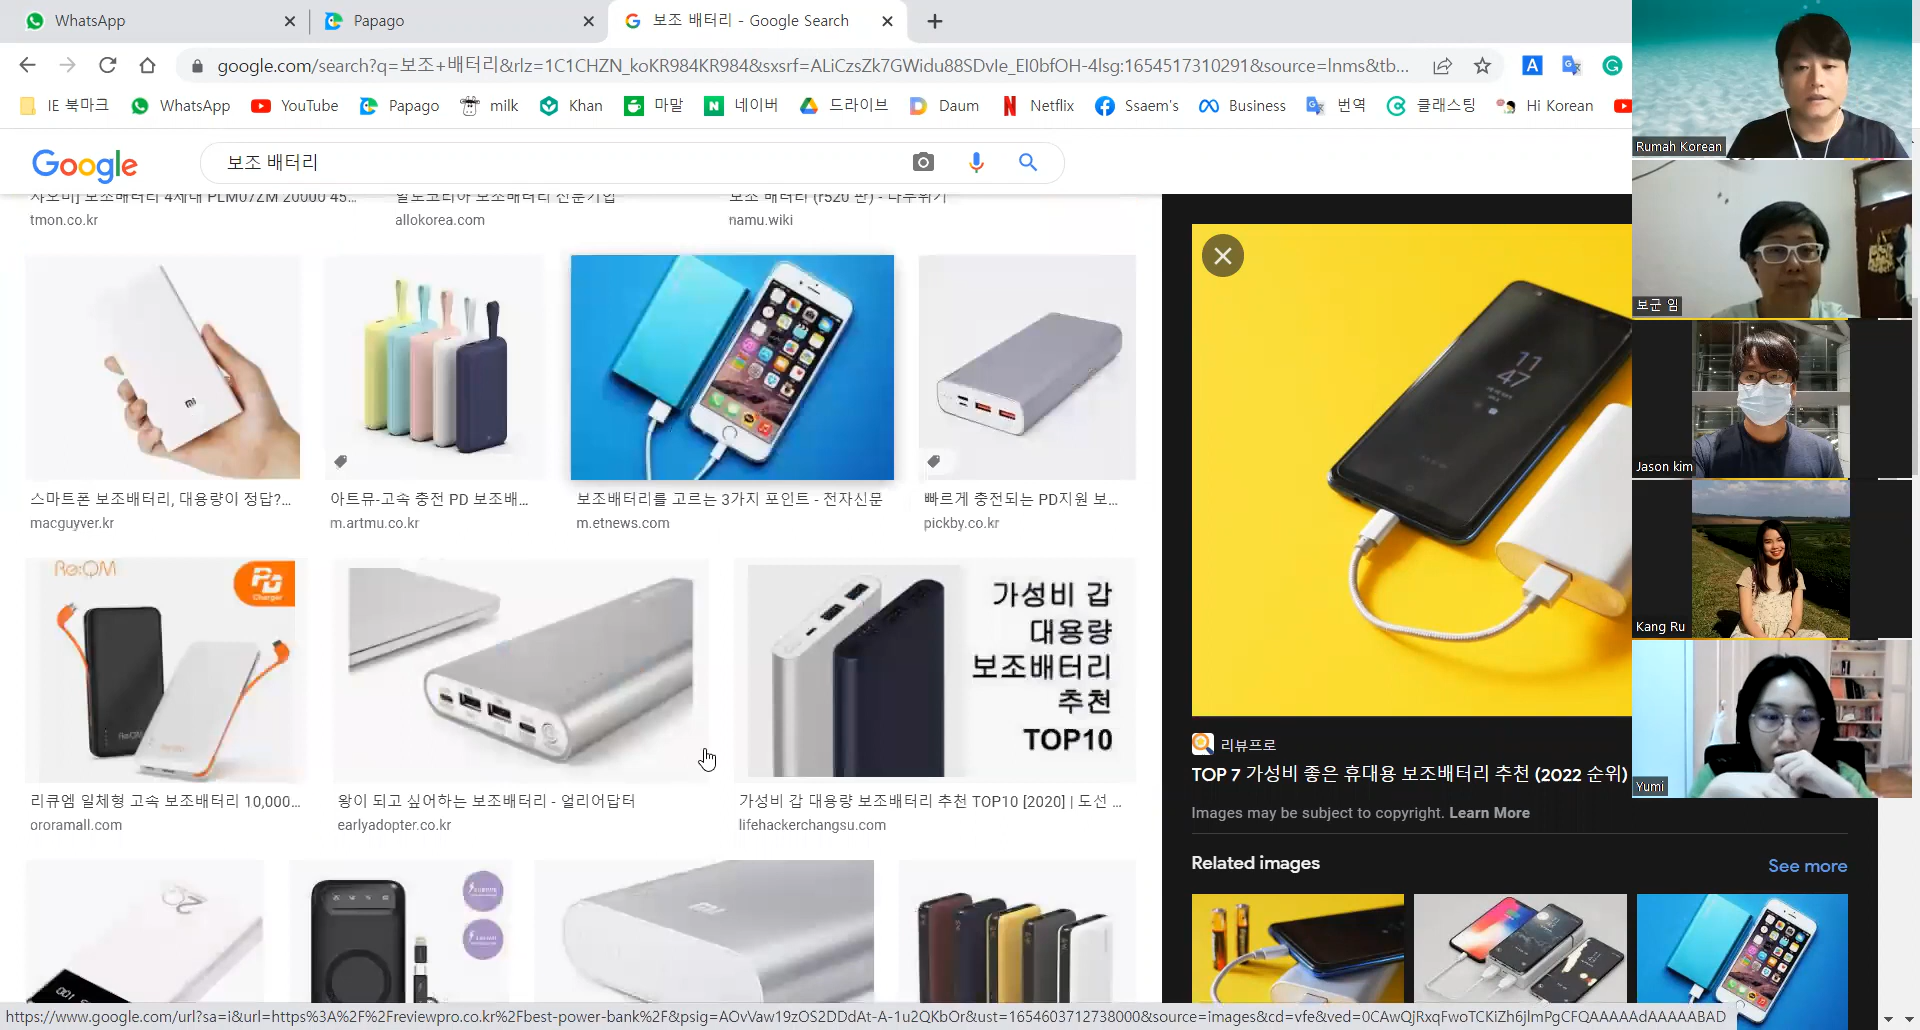 WhatsApp
Papago
보조 배터리 - Google Search
google.com/search?q=보조+배터리&rlz=1C1CHZN_koKR984KR984&sxsrf=ALiCzsZk7GWidu88SDvIe_EI0bfOH-4lsg:1654517310291&source=lnms&tb...
IE 북마크
WhatsApp
YouTube
Papago
milk
Khan
마말
네이버
드라이브
Daum
Netflix
Ssaem's
Business
번역
클래스팅
Hi Korean
Google
보조 배터리
샤오미] 보조배터리 4세대 PLM07ZM 20000 45...
알로코리아 보조배터리 전문기업
보조 배터리 (r520 판) - 나무위키
tmon.co.kr
allokorea.com
namu.wiki
스마트폰 보조배터리, 대용량이 정답?...
macguyver.kr
아트뮤-고속 충전 PD 보조배...
m.artmu.co.kr
보조배터리를 고르는 3가지 포인트 - 전자신문
m.etnews.com
빠르게 충전되는 PD지원 보...
pickby.co.kr
Re:QM
PD
Charger
가성비 갑
대용량
보조배터리
추천
TOP10
리큐엠 일체형 고속 보조배터리 10,000...
ororamall.com
왕이 되고 싶어하는 보조배터리 - 얼리어답터
earlyadopter.co.kr
가성비 갑 대용량 보조배터리 추천 TOP10 [2020] | 도선 ...
lifehackerchangsu.com
11
47
리뷰프로
TOP 7 가성비 좋은 휴대용 보조배터리 추천 (2022 순위)
Images may be subject to copyright. Learn More
Related images
See more
Rumah Korean
보군 임
Jason kim
Kang Ru
Yumi
https://www.google.com/url?sa=i&url=https%3A%2F%2Freviewpro.co.kr%2Fbest-power-bank%2F&psig=AOvVaw19zOS2DDdAt-A-1u2QKbOr&ust=1654603712738000&source=images&cd=vfe&ved=0CAwQjRxqFwoTCKiZh6jlmPgCFQAAAAAdAAAAABAD